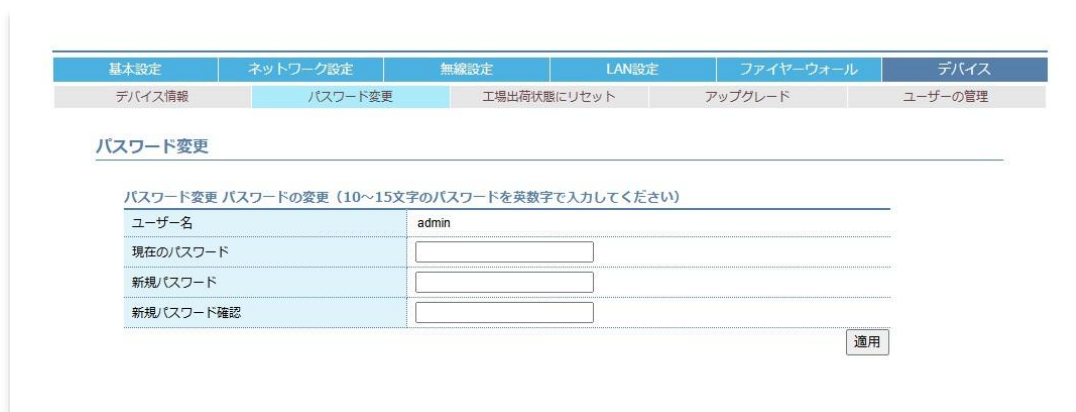 基本設定 ネットワーク設定 無線設定 LAN設定 ファイヤーウォール デバイス
デバイス情報 パスワード変更 工場出荷状態にリセット アップグレード ユーザーの管理
パスワード変更
パスワード変更 パスワードの変更（10～15文字のパスワードを英数字で入力してください）
ユーザー名 admin
現在のパスワード
新規パスワード
新規パスワード確認
適用